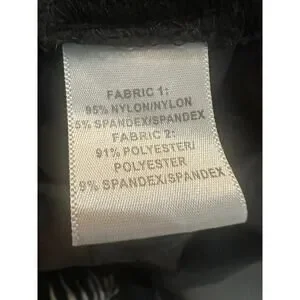 FABRIC 1:
95% NYLON/NYLON
5% SPANDEX/SPANDEX
FABRIC 2:
91% POLYESTER/
POLYESTER
9% SPANDEX/SPANDEX